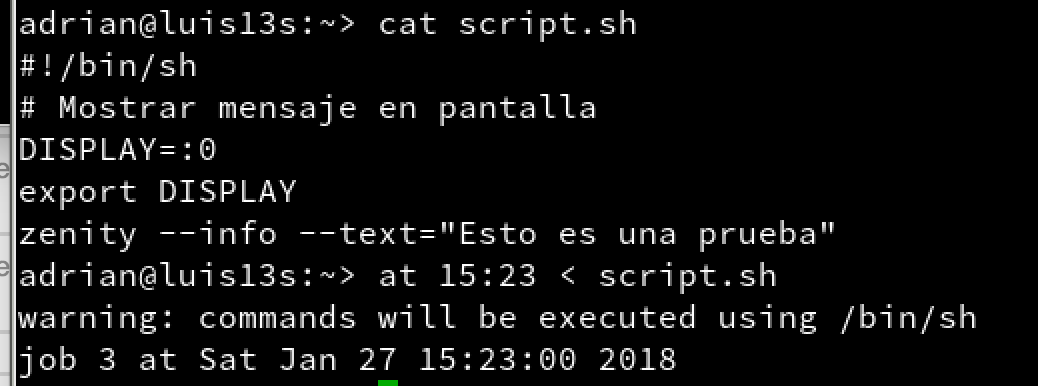 adrian@luis13s:~> cat script.sh
#!/bin/sh
# Mostrar mensaje en pantalla
DISPLAY=:0
export DISPLAY
zenity --info --text="Esto es una prueba"
adrian@luis13s:~> at 15:23 < script.sh
warning: commands will be executed using /bin/sh
job 3 at Sat Jan 27 15:23:00 2018